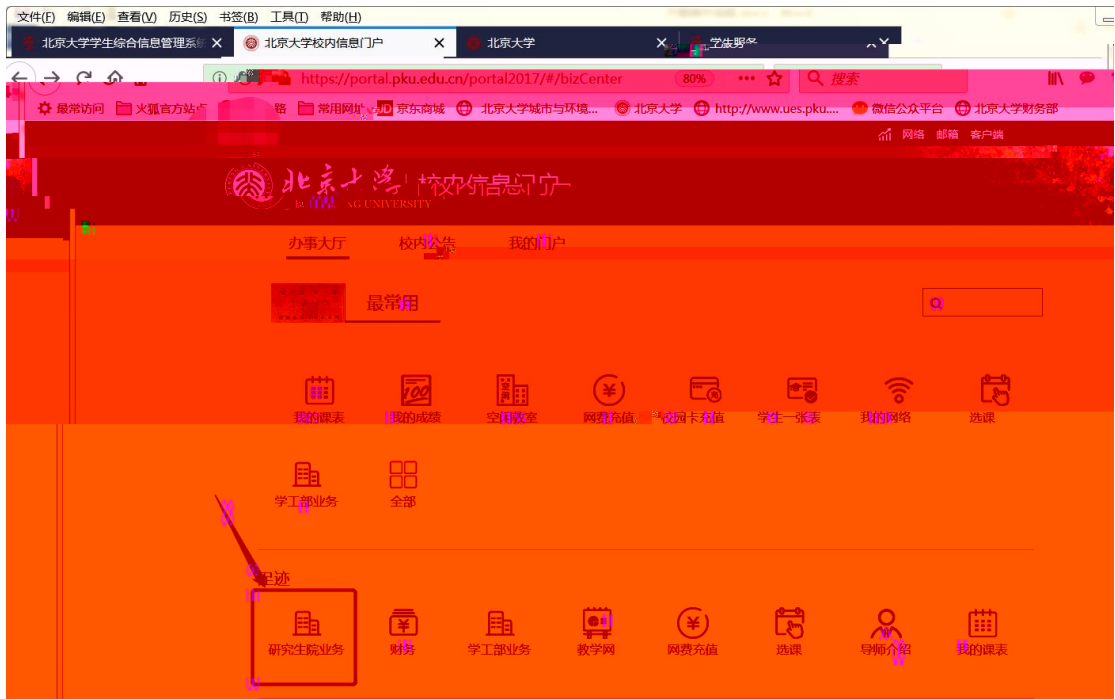 文件(F) 编辑(E) 查看(V) 历史(S) 书签(B) 工具(T) 帮助(H)
北京大学学生综合信息管理系统 北京大学校内信息门户 北京大学
https://portal.pku.edu.cn/portal2017/#/bizCenter 80% 搜索
最常访问 火狐官方站点 常用网址 京东商城 北京大学城市与环境... 北京大学 http://www.ues.pku.... 微信公众平台 北京大学财务部
网络 邮箱 客户端
北京大学 校内信息门户
UNIVERSITY
办事大厅 校内公告 我的门户
最常用
我的课表 我的成绩 空闲教室 网费充值 校园卡充值 学生一张表 我的网络 选课
学工部业务 全部
足迹
研究生院业务 财务 学工部业务 教学网 网费充值 选课 导师介绍 我的课表